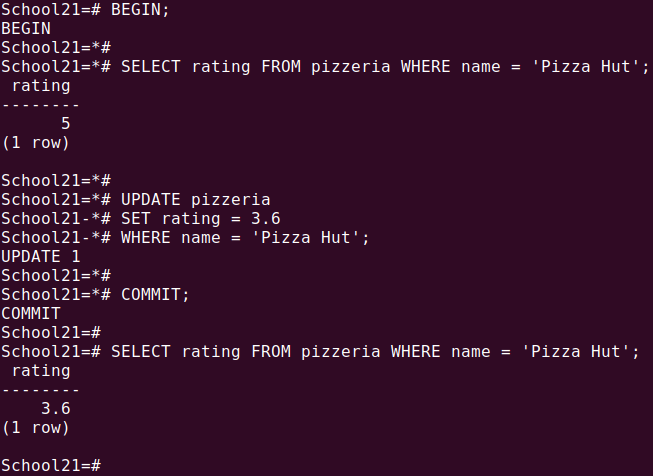 School21=# BEGIN;
BEGIN
School21=*#
School21=*# SELECT rating FROM pizzeria WHERE name = 'Pizza Hut';
 rating
--------
      5
(1 row)

School21=*#
School21=*# UPDATE pizzeria
School21-*# SET rating = 3.6
School21-*# WHERE name = 'Pizza Hut';
UPDATE 1
School21=*#
School21=*# COMMIT;
COMMIT
School21=#
School21=# SELECT rating FROM pizzeria WHERE name = 'Pizza Hut';
 rating
--------
    3.6
(1 row)

School21=#